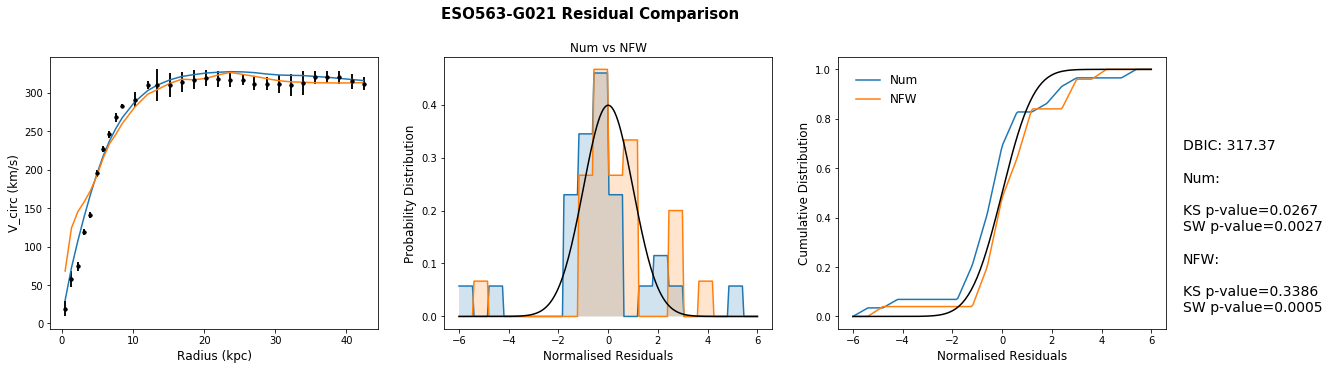 ESO563-G021 Residual Comparison
300
250
200
150
100
50
0
V_circ (km/s)
0 10 20 30 40
Radius (kpc)
Num vs NFW
0.4
0.3
0.2
0.1
0.0
Probability Distribution
−6 −4 −2 0 2 4 6
Normalised Residuals
Num
NFW
1.0
0.8
0.6
0.4
0.2
0.0
Cumulative Distribution
−6 −4 −2 0 2 4 6
Normalised Residuals
DBIC: 317.37
Num:
KS p-value=0.0267
SW p-value=0.0027
NFW:
KS p-value=0.3386
SW p-value=0.0005